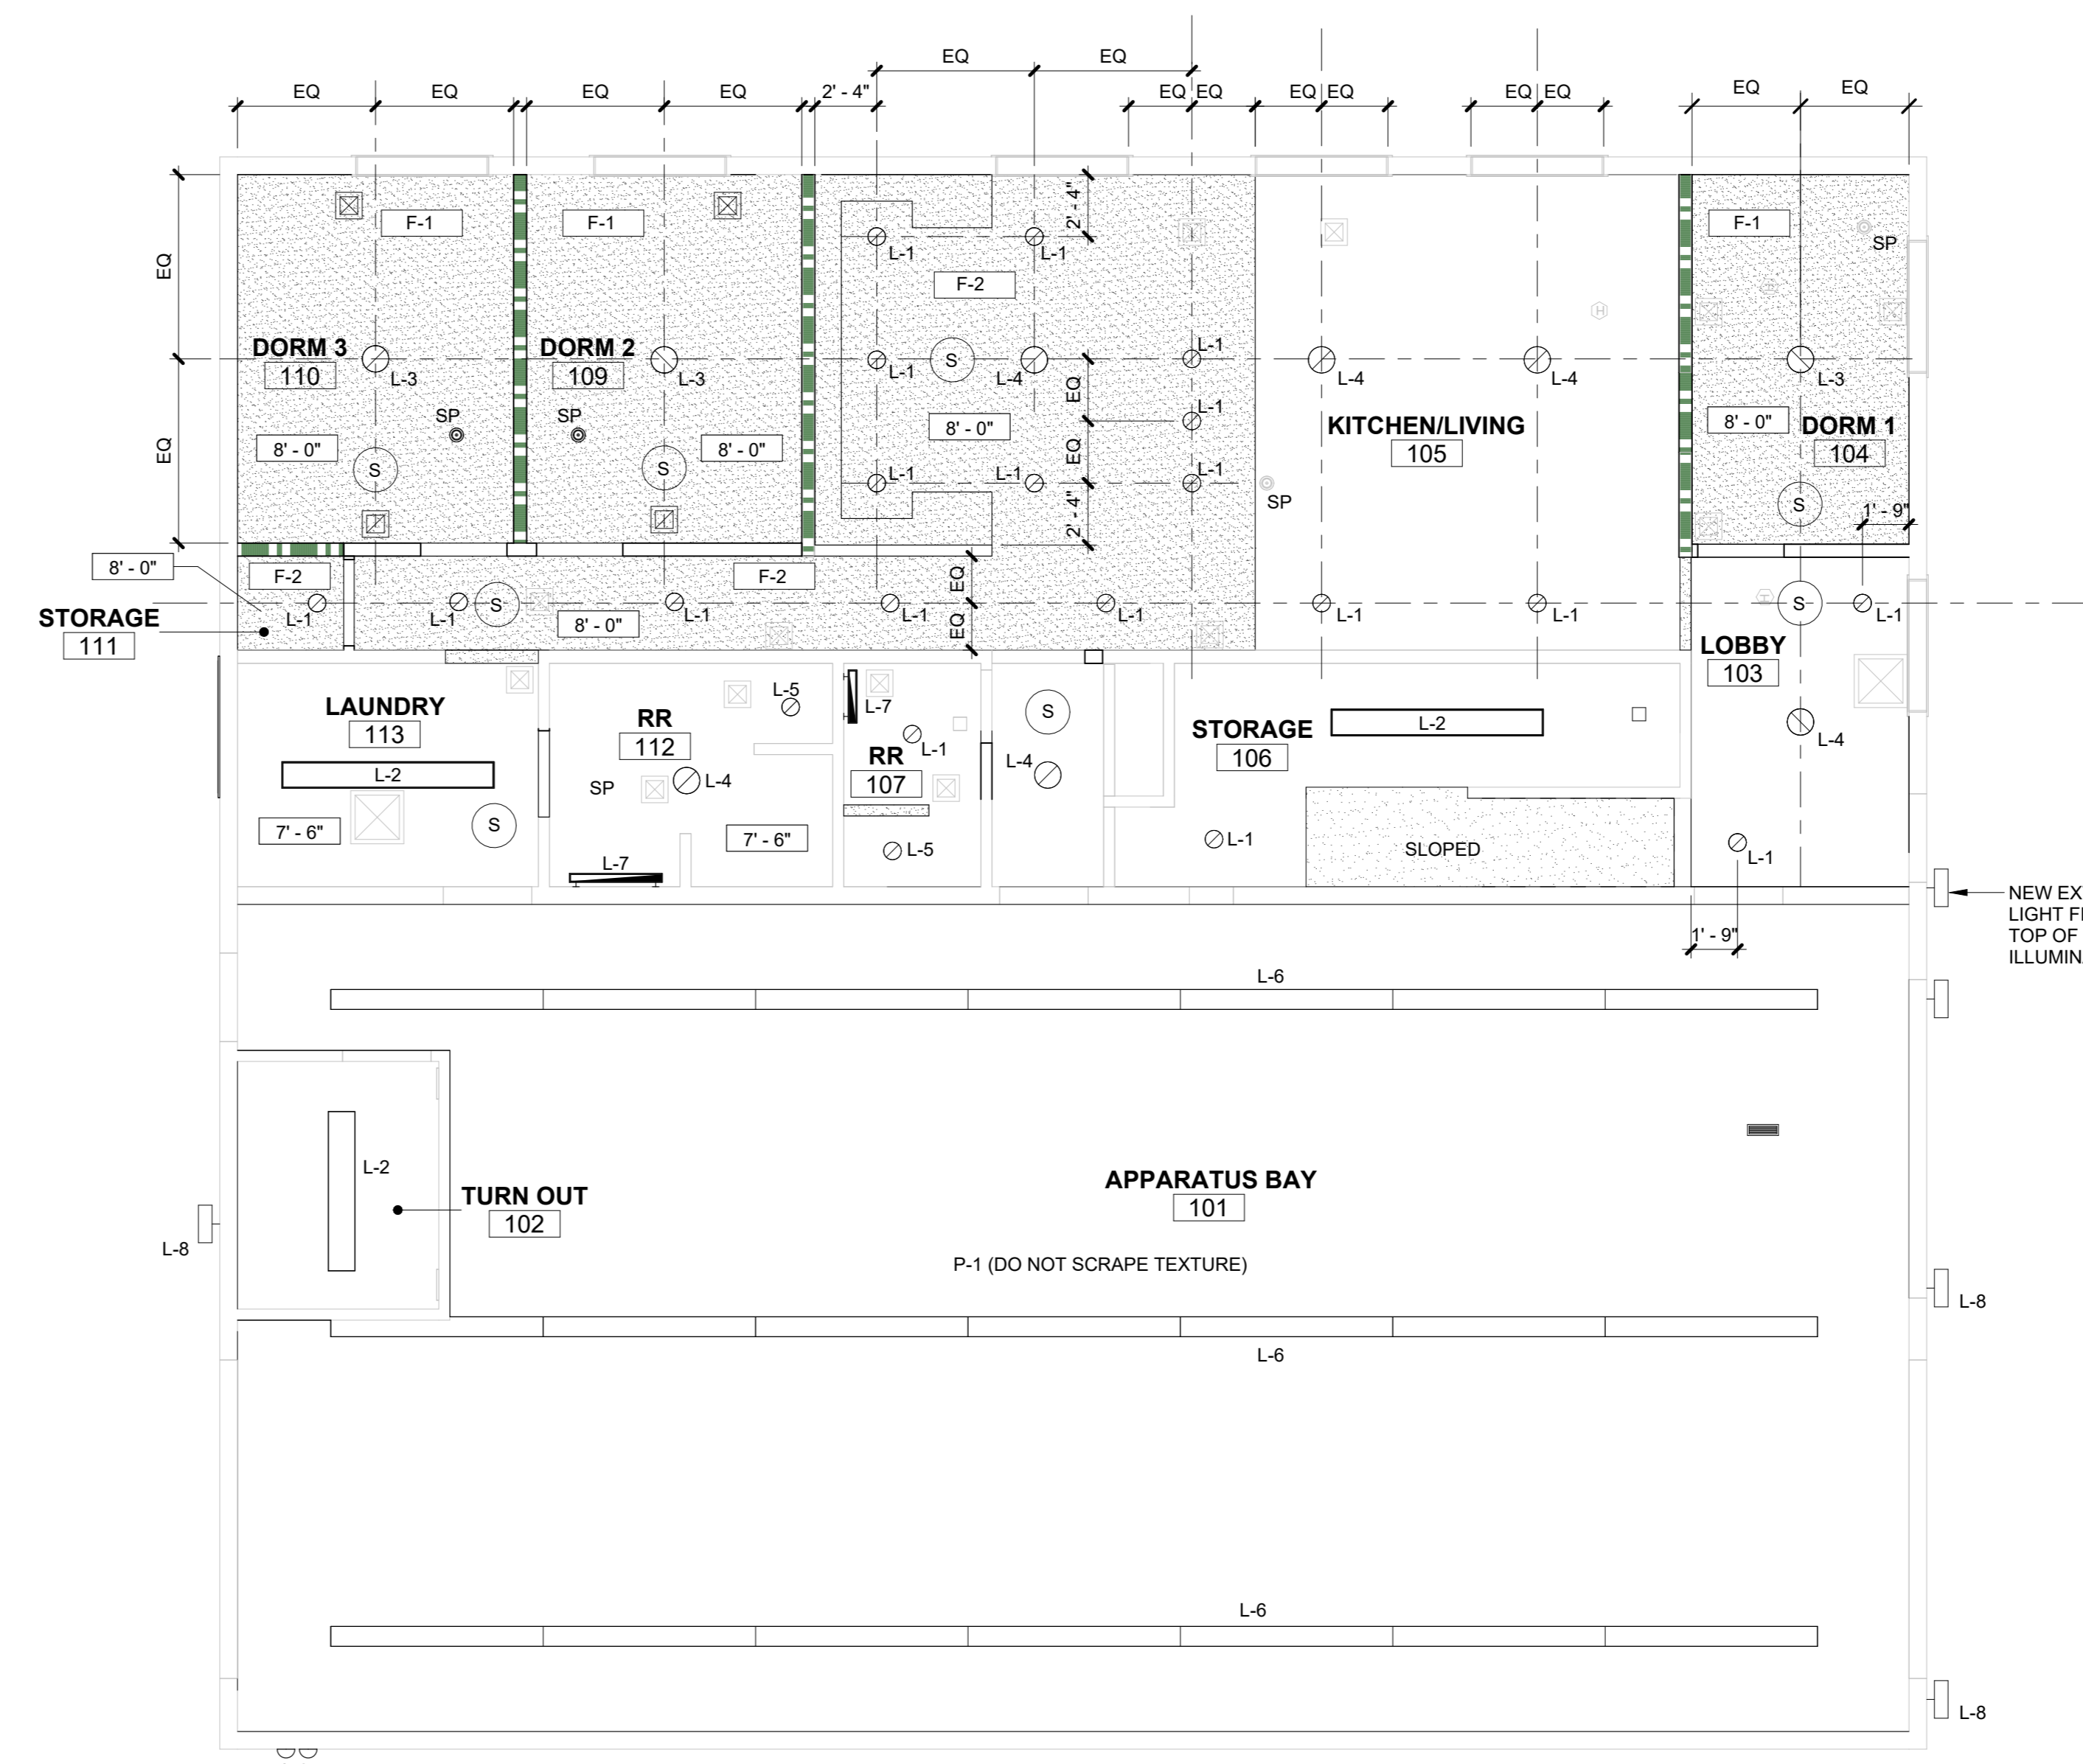 EQ EQ
EQ EQ EQ EQ 2' - 4" EQ EQ EQ EQ EQ EQ EQ EQ
2' - 4"
F-1 F-1 F-1
SP
L-1 L-1
EQ
F-2
H
DORM 3 DORM 2
110 109
S
L-1
L-3 L-3 L-1 L-4 L-4 L-4 L-3
EQ
L-1
SP SP
8' - 0" 8' - 0" 8' - 0" 8' - 0"
KITCHEN/LIVING DORM 1
105 104
EQ
EQ
S S
L-1 L-1 L-1
SP
2' - 4"
S
1' - 9"
8' - 0"
F-2 F-2
EQ
STORAGE
111
L-1 L-1
S
L-1 L-1 L-1 L-1 L-1
S
L-1
8' - 0"
EQ
LOBBY
103
LAUNDRY
113
L-2
RR
112
L-5
L-7
L-1
RR
107
S
L-4
STORAGE
106
L-2
L-4
SP
L-4
S
7' - 6" 7' - 6"
L-5
L-1
SLOPED
L-1
L-7
NEW
LIGHT
TOP OF
1' - 9"
L-6
L-2
TURN OUT
102
APPARATUS BAY
101
L-8
P-1 (DO NOT SCRAPE TEXTURE)
L-8
L-6
L-6
L-8